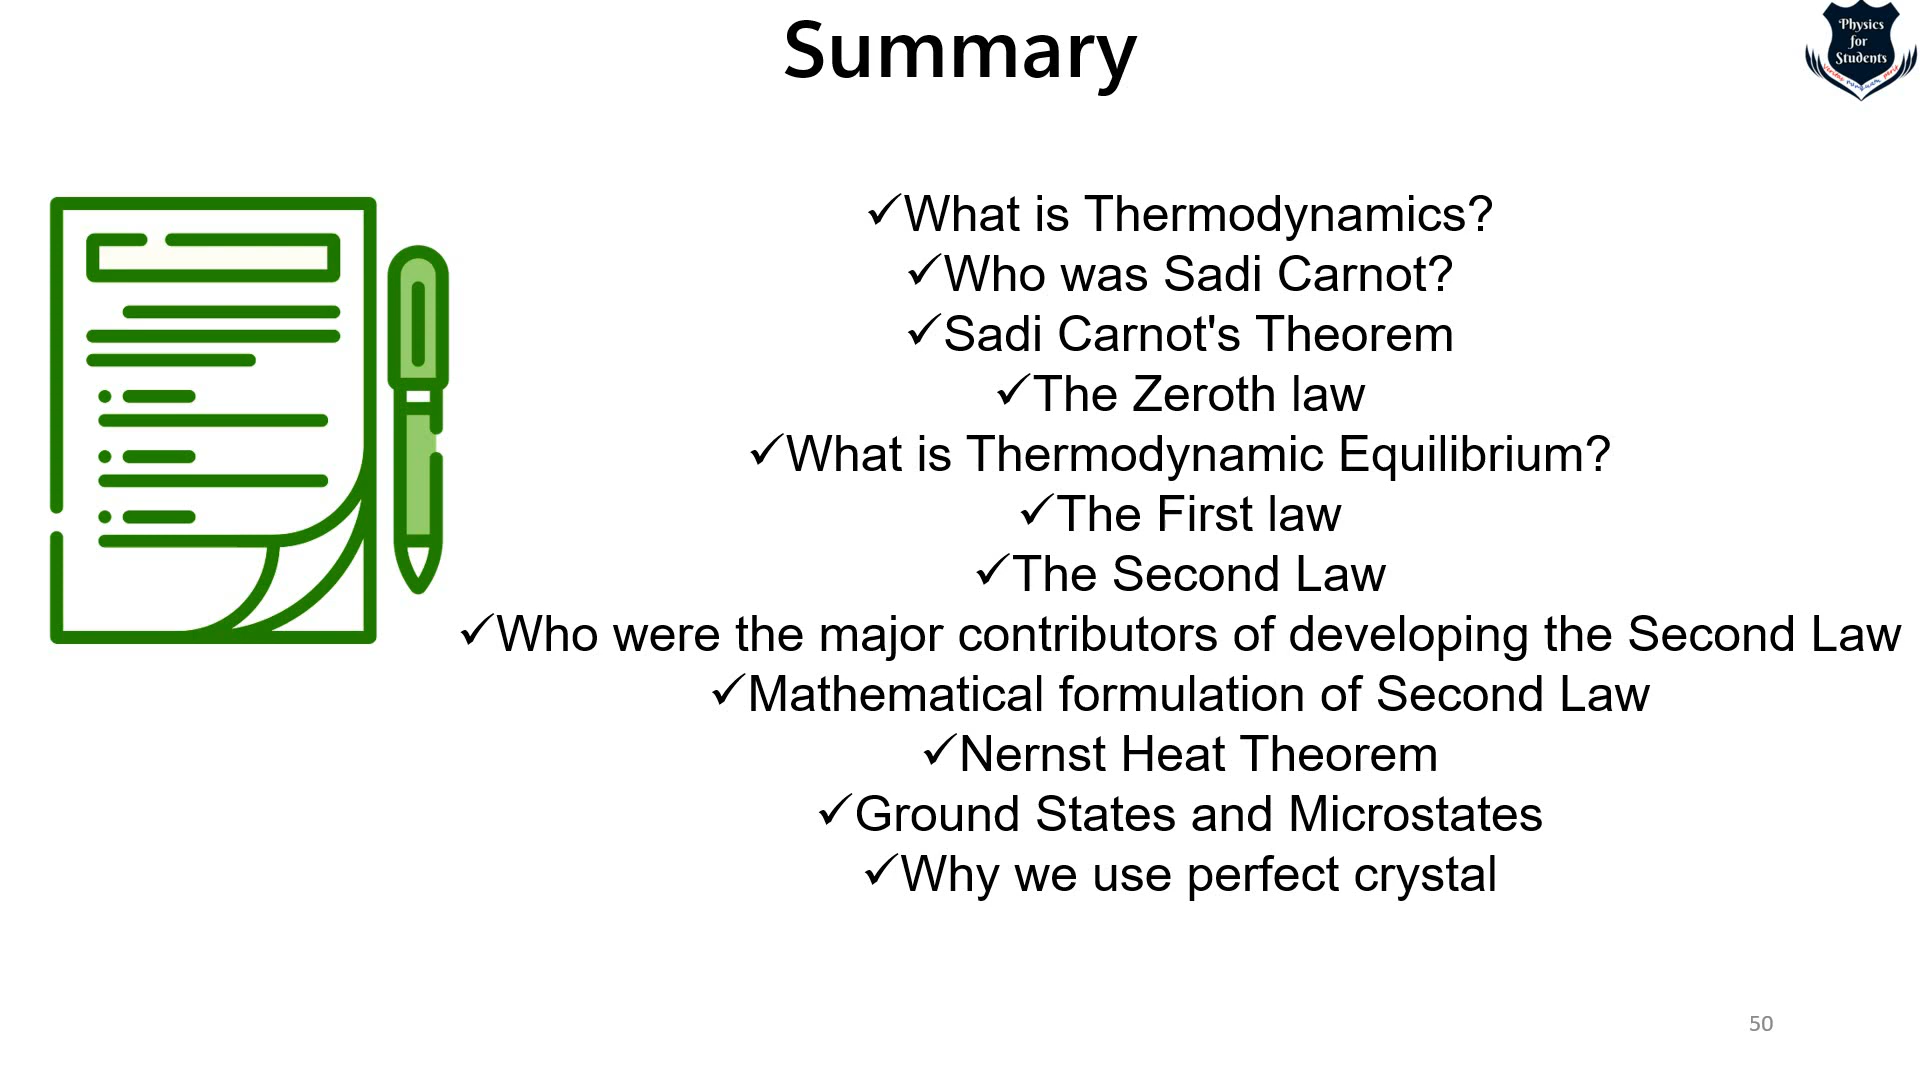 Summary
Physics
for
Students
✓What is Thermodynamics?
✓Who was Sadi Carnot?
✓Sadi Carnot's Theorem
✓The Zeroth law
✓What is Thermodynamic Equilibrium?
✓The First law
✓The Second Law
✓Who were the major contributors of developing the Second Law
✓Mathematical formulation of Second Law
✓Nernst Heat Theorem
✓Ground States and Microstates
✓Why we use perfect crystal
50